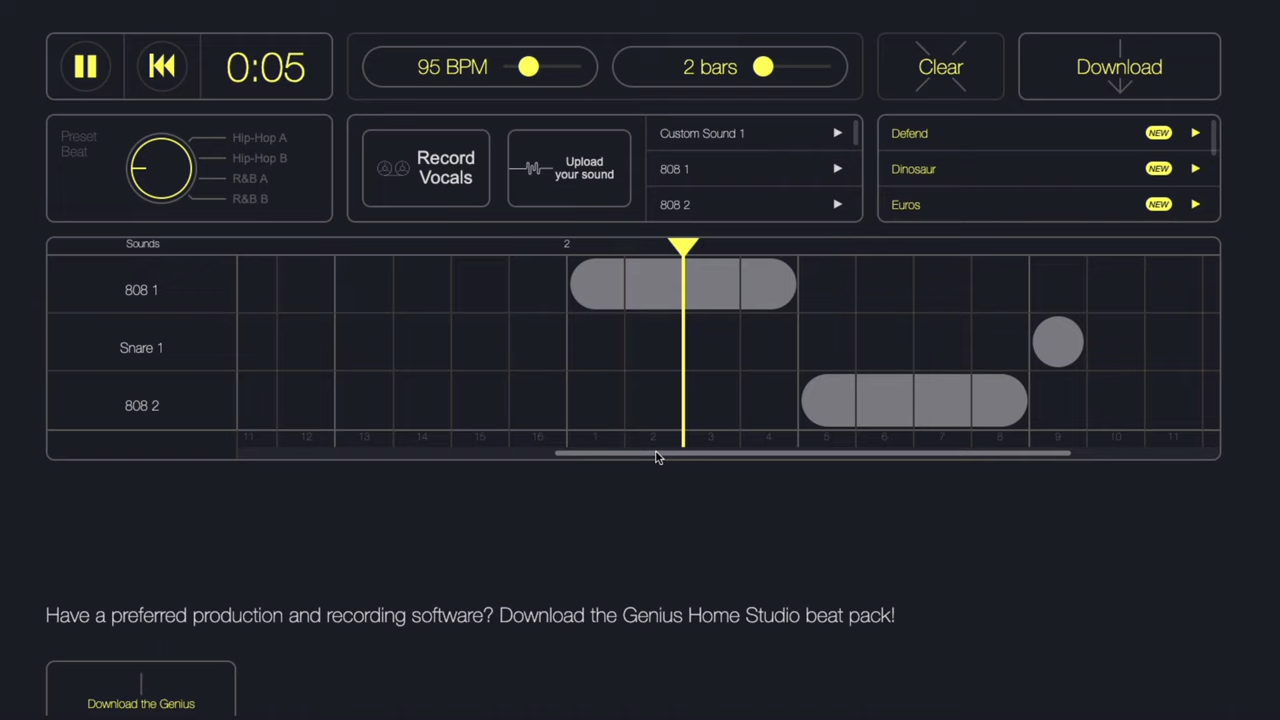 0:05
95 BPM
2 bars
Clear
Download
Preset
Beat
Hip-Hop A
Hip-Hop B
R&B A
R&B B
Record
Vocals
Upload
your sound
Custom Sound 1
808 1
808 2
Defend NEW
Dinosaur NEW
Euros NEW
Sounds 2
808 1
Snare 1
808 2
11 12 13 14 15 16 1 2 3 4 5 6 7 8 9 10 11
Have a preferred production and recording software? Download the Genius Home Studio beat pack!
Download the Genius